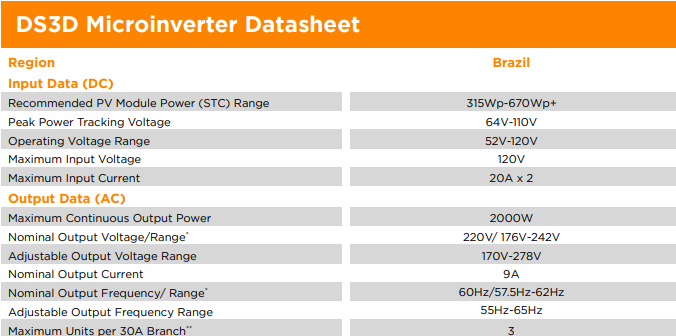 DS3D Microinverter Datasheet
Region Brazil
Input Data (DC)
Recommended PV Module Power (STC) Range 315Wp-670Wp+
Peak Power Tracking Voltage 64V-110V
Operating Voltage Range 52V-120V
Maximum Input Voltage 120V
Maximum Input Current 20A x 2
Output Data (AC)
Maximum Continuous Output Power 2000W
Nominal Output Voltage/Range* 220V/ 176V-242V
Adjustable Output Voltage Range 170V-278V
Nominal Output Current 9A
Nominal Output Frequency/ Range* 60Hz/57.5Hz-62Hz
Adjustable Output Frequency Range 55Hz-65Hz
Maximum Units per 30A Branch** 3